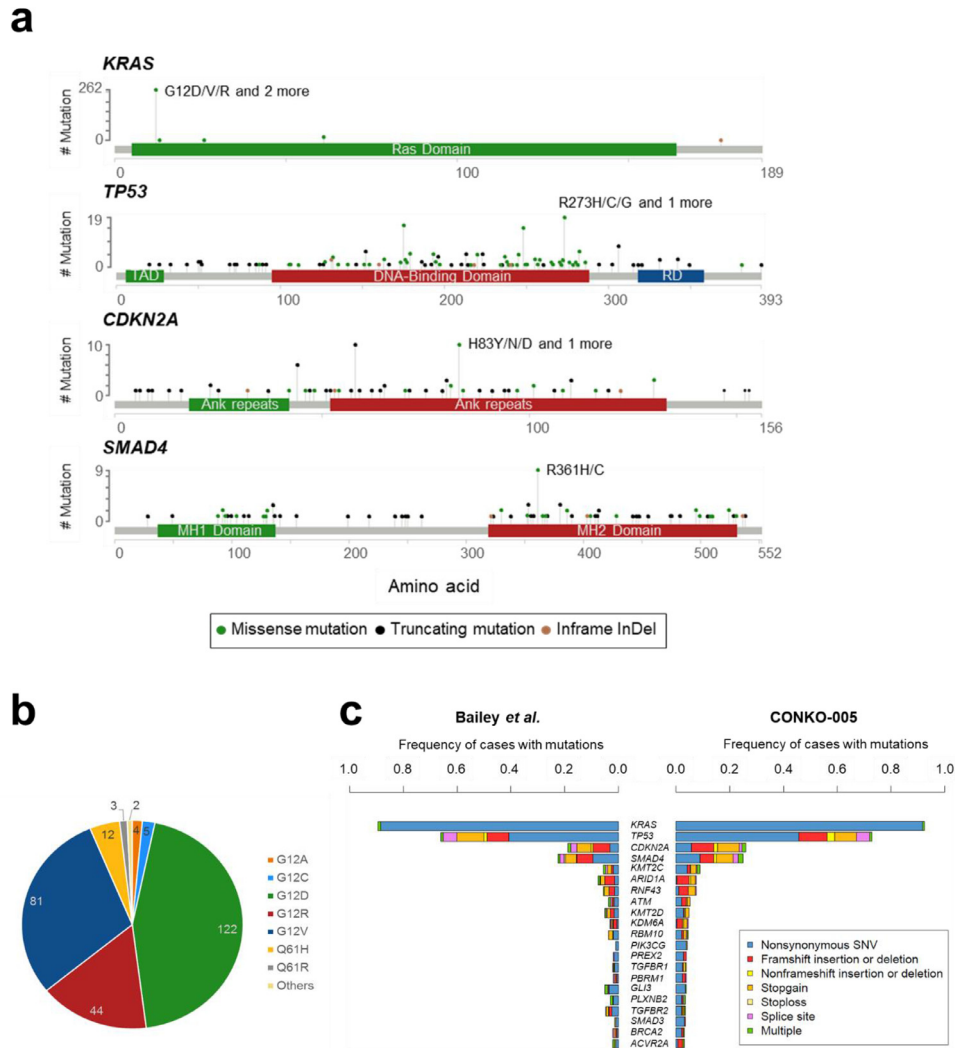 a
KRAS
# Mutation
262
0
G12D/V/R and 2 more
Ras Domain
0 100 189
TP53
# Mutation
19
0
R273H/C/G and 1 more
TAD DNA-Binding Domain RD
0 100 200 300 393
CDKN2A
# Mutation
10
0
H83Y/N/D and 1 more
Ank repeats Ank repeats
0 100 156
SMAD4
# Mutation
9
0
R361H/C
MH1 Domain MH2 Domain
0 100 200 300 400 500 552
Amino acid
Missense mutation Truncating mutation Inframe InDel
b
3 2
12 4 5
81
122
44
G12A
G12C
G12D
G12R
G12V
Q61H
Q61R
Others
c
Bailey et al. CONKO-005
Frequency of cases with mutations Frequency of cases with mutations
1.0 0.8 0.6 0.4 0.2 0.0 0.0 0.2 0.4 0.6 0.8 1.0
KRAS
TP53
CDKN2A
SMAD4
KMT2C
ARID1A
RNF43
ATM
KMT2D
KDM6A
RBM10
PIK3CG
PREX2
TGFBR1
PBRM1
GLI3
PLXNB2
TGFBR2
SMAD3
BRCA2
ACVR2A
Nonsynonymous SNV
Framshift insertion or deletion
Nonframeshift insertion or deletion
Stopgain
Stoploss
Splice site
Multiple